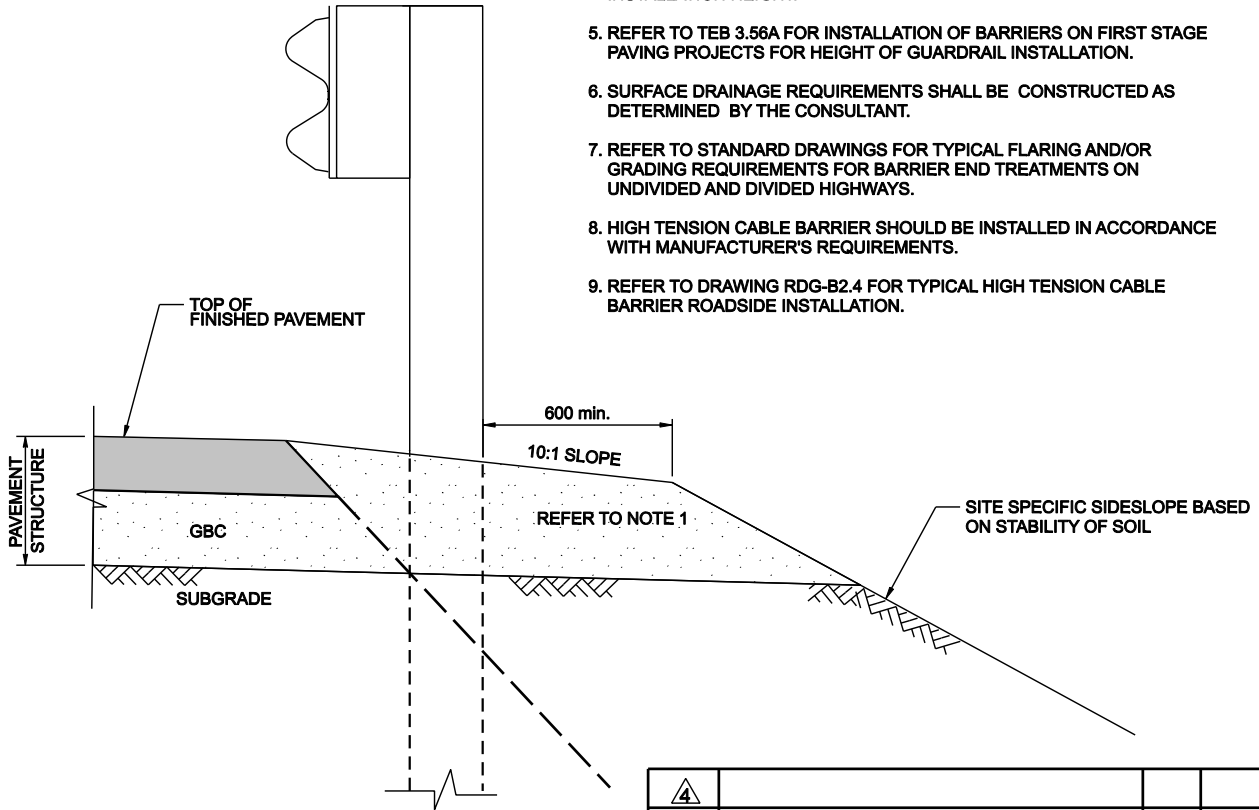 5. REFER TO TEB 3.56A FOR INSTALLATION OF BARRIERS ON FIRST STAGE
PAVING PROJECTS FOR HEIGHT OF GUARDRAIL INSTALLATION.
6. SURFACE DRAINAGE REQUIREMENTS SHALL BE CONSTRUCTED AS
DETERMINED BY THE CONSULTANT.
7. REFER TO STANDARD DRAWINGS FOR TYPICAL FLARING AND/OR
GRADING REQUIREMENTS FOR BARRIER END TREATMENTS ON
UNDIVIDED AND DIVIDED HIGHWAYS.
8. HIGH TENSION CABLE BARRIER SHOULD BE INSTALLED IN ACCORDANCE
WITH MANUFACTURER'S REQUIREMENTS.
9. REFER TO DRAWING RDG-B2.4 FOR TYPICAL HIGH TENSION CABLE
BARRIER ROADSIDE INSTALLATION.
TOP OF
FINISHED PAVEMENT
600 min.
10:1 SLOPE
PAVEMENT
STRUCTURE
GBC
REFER TO NOTE 1
SITE SPECIFIC SIDESLOPE BASED
ON STABILITY OF SOIL
SUBGRADE
4